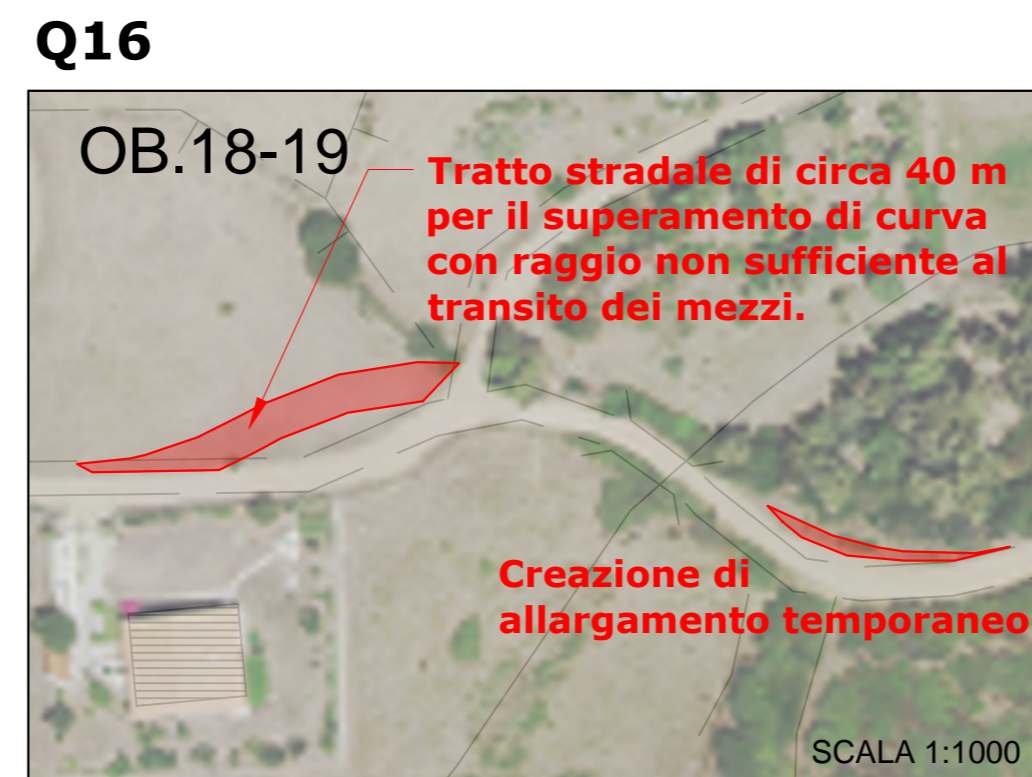 Q16
OB.18-19
Tratto stradale di circa 40 m
per il superamento di curva
con raggio non sufficiente al
transito dei mezzi.
Creazione di
allargamento temporaneo
SCALA 1:1000